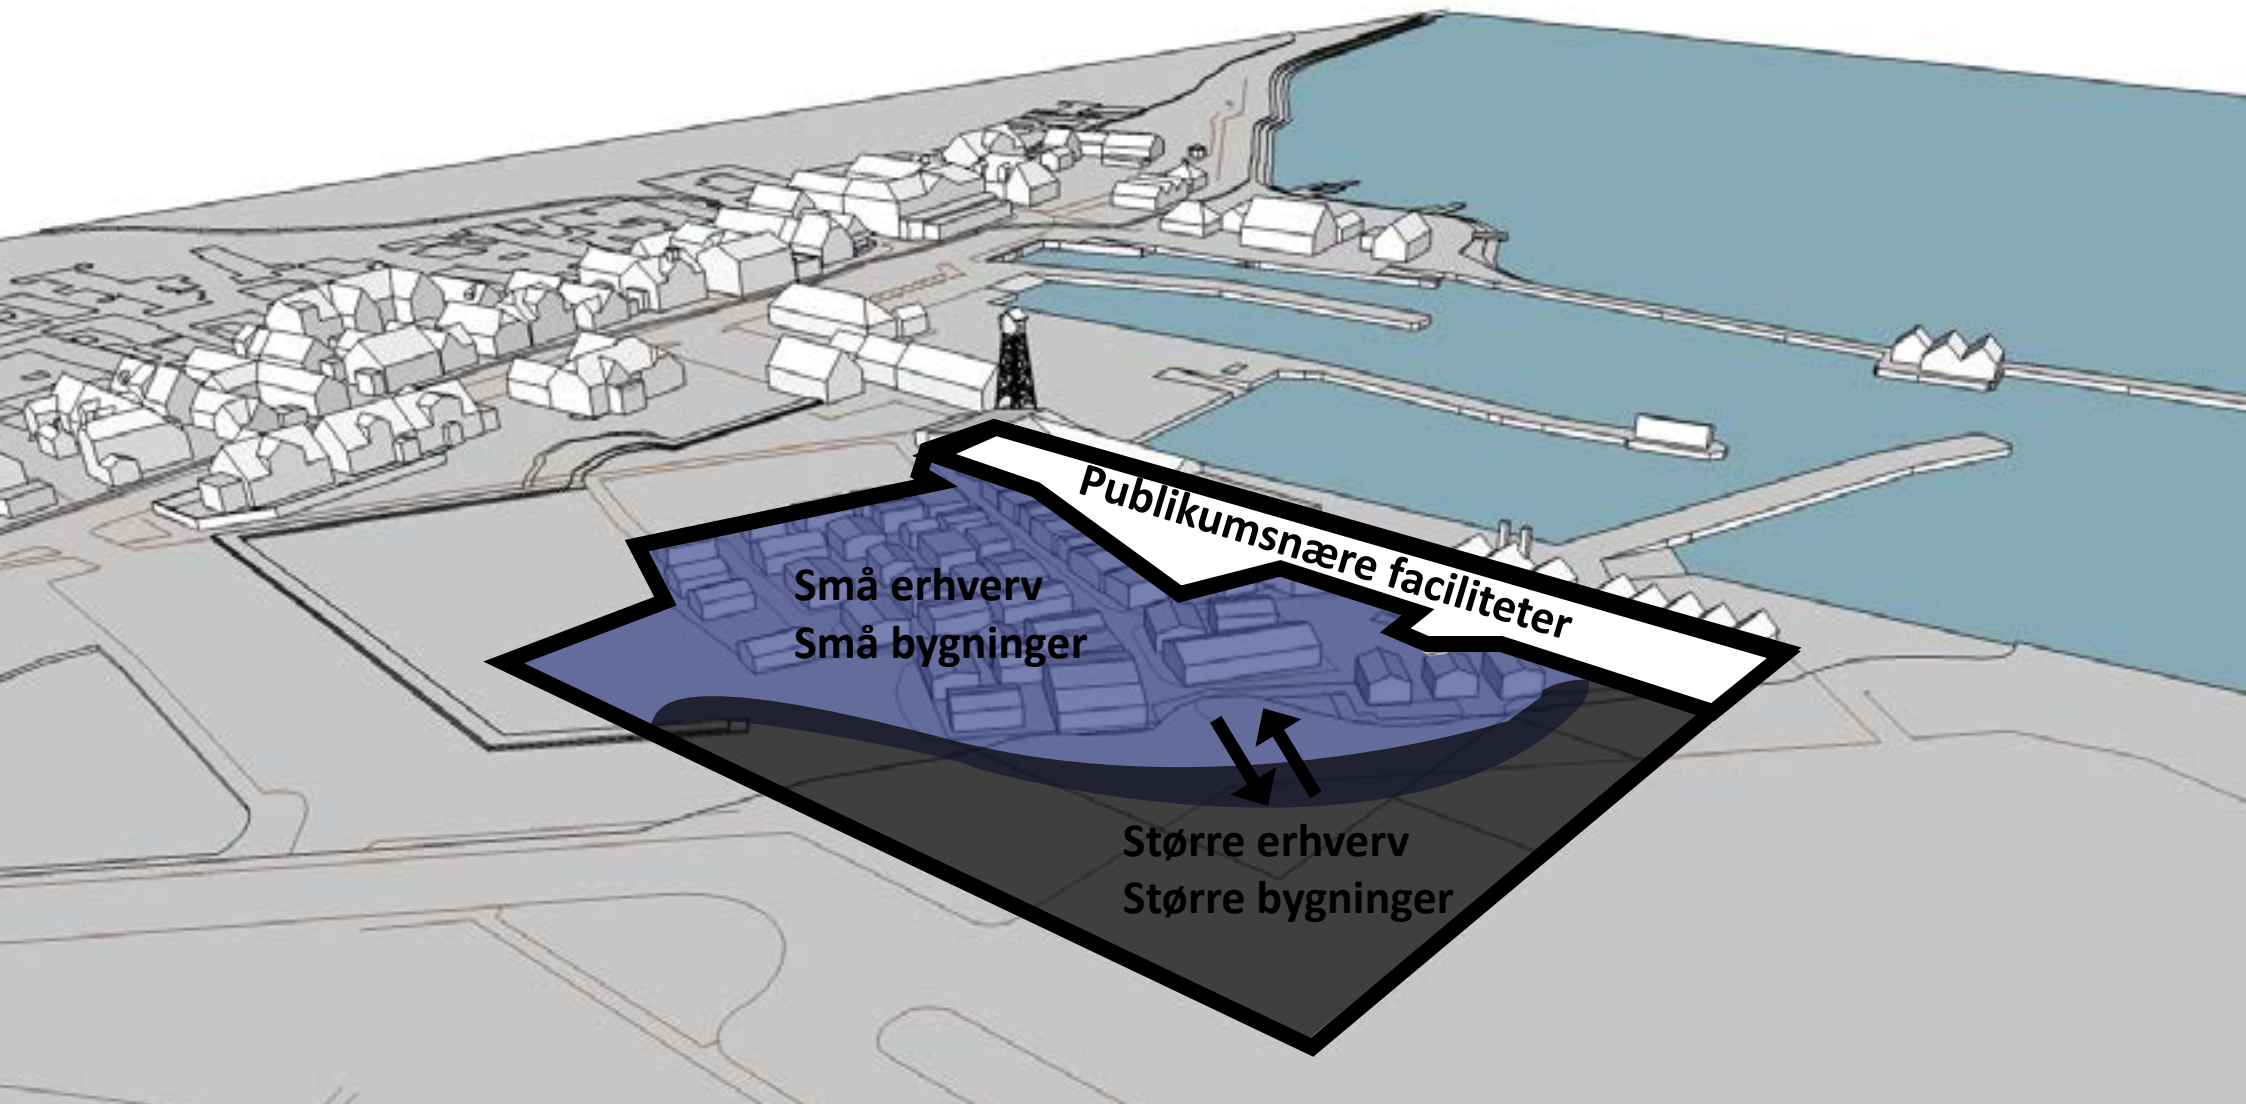 Publikumsnære faciliteter
Små erhverv
Små bygninger
Større erhverv
Større bygninger